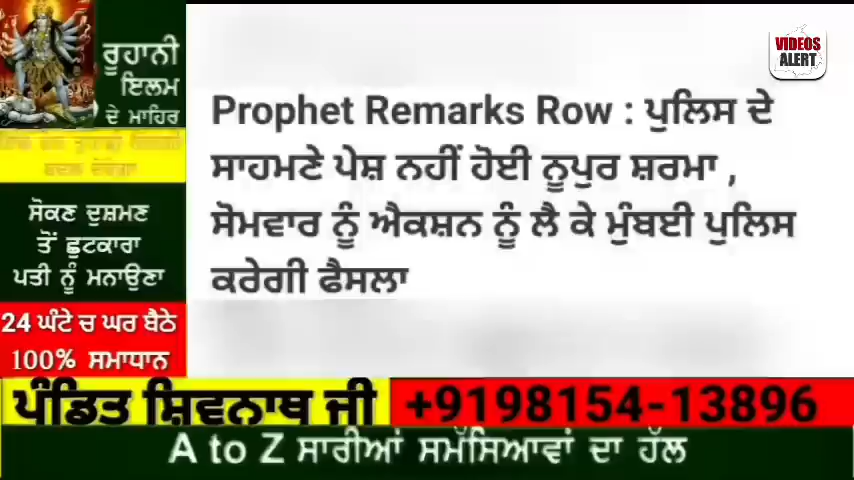 VIDEOS
ALERT
ਰੂਹਾਨੀ
ਇਲਮ
ਦੇ ਮਾਹਿਰ
Prophet Remarks Row : ਪੁਲਿਸ ਦੇ
ਸਾਹਮਣੇ ਪੇਸ਼ ਨਹੀਂ ਹੋਈ ਨੂਪੁਰ ਸ਼ਰਮਾ ,
ਸੋਮਵਾਰ ਨੂੰ ਐਕਸ਼ਨ ਨੂੰ ਲੈ ਕੇ ਮੁੰਬਈ ਪੁਲਿਸ
ਕਰੇਗੀ ਫੈਸਲਾ
ਸੋਕਣ ਦੁਸ਼ਮਣ
ਤੋਂ ਛੁਟਕਾਰਾ
ਪਤੀ ਨੂੰ ਮਨਾਉਣਾ
24 ਘੰਟੇ ਚ ਘਰ ਬੈਠੇ
100% ਸਮਾਧਾਨ
ਪੰਡਿਤ ਸ਼ਿਵਨਾਥ ਜੀ +9198154-13896
A to Z ਸਾਰੀਆਂ ਸਮੱਸਿਆਵਾਂ ਦਾ ਹੱਲ